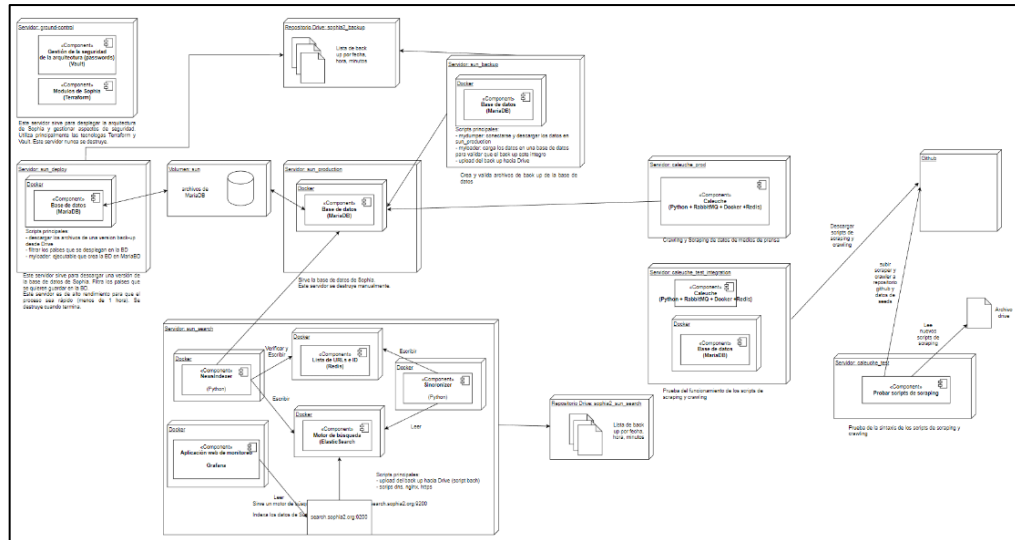 Servidor: ground-control
«Component»
Gestión de la seguridad
de la arquitectura (passwords)
(Vault)
«Component»
Modulos de Sophia
(Terraform)
Este servidor sirve para desplegar la arquitectura
de Sophia y gestionar aspectos de seguridad.
Utiliza principalmente las tecnologías Terraform y
Vault. Este servidor nunca se destruye.
Repositorio Drive: sophia2_backup
Lista de back
up por fecha,
hora, minutos
Servidor: sun_backup
Docker
«Component»
Base de datos
(MariaDB)
Scripts principales:
- mydumper: conectarse y descargar los datos en
sun_production
- myloader: carga los datos en una base de datos
para validar que el back up este íntegro
- upload del back up hacia Drive
Crea y valida archivos de back up de la base de
datos
Servidor: sun_deploy
Docker
«Component»
Base de datos
(MariaDB)
Scripts principales:
- descargar los archivos de una version back-up
desde Drive
- filtrar los países que se despliegan en la BD
- myloader: ejecutable que crea la BD en MariaDB
Este servidor sirve para descargar una versión de
la base de datos de Sophia. Filtra los países que
se quieren guardar en la BD.
Este servidor es de alto rendimiento para que el
proceso sea rápido (menos de 1 hora). Se
destruye cuando termina.
Volumen: sun
archivos de
MariaDB
Servidor: sun_production
Docker
«Component»
Base de datos
(MariaDB)
Sirve la base de datos de Sophia.
Este servidor se destruye manualmente.
Servidor: caleuche_prod
«Component»
Caleuche
(Python + RabbitMQ + Docker +Redis)
Crawling y Scraping de datos de medios de prensa
Servidor: caleuche_test_integration
«Component»
Caleuche
(Python + RabbitMQ + Docker +Redis)
Docker
«Component»
Base de datos
(MariaDB)
Prueba del funcionamiento de los scripts de
scraping y crawling
Github
Descargar
scripts de
scraping y
crawling
subir
scraper y
crawler a
repositorio
github y
datos de
seeds
Lee
nuevos
scripts de
scraping
Archivo
drive
Servidor: caleuche_test
«Component»
Probar scripts de scraping
Prueba de la sintaxis de los scripts de scraping y
crawling
Servidor: sun_search
Docker
«Component»
Newsindexer
(Python)
Verificar y
Escribir
Docker
«Component»
Lista de URLs e ID
(Redis)
Escribir
Docker
«Component»
Sincronizer
(Python)
Escribir
Leer
Docker
«Component»
Motor de búsqueda
(ElasticSearch)
Docker
«Component»
Aplicación web de monitoreo
Grafana
Leer
Scripts principales:
- upload del back up hacia Drive (script bash)
- scripts dns, nginx, https
Sirve un motor de
Indexa los datos de
search.sophia2.org:9200
Repositorio Drive: sophia2_sun_search
Lista de back
up por fecha,
hora, minutos